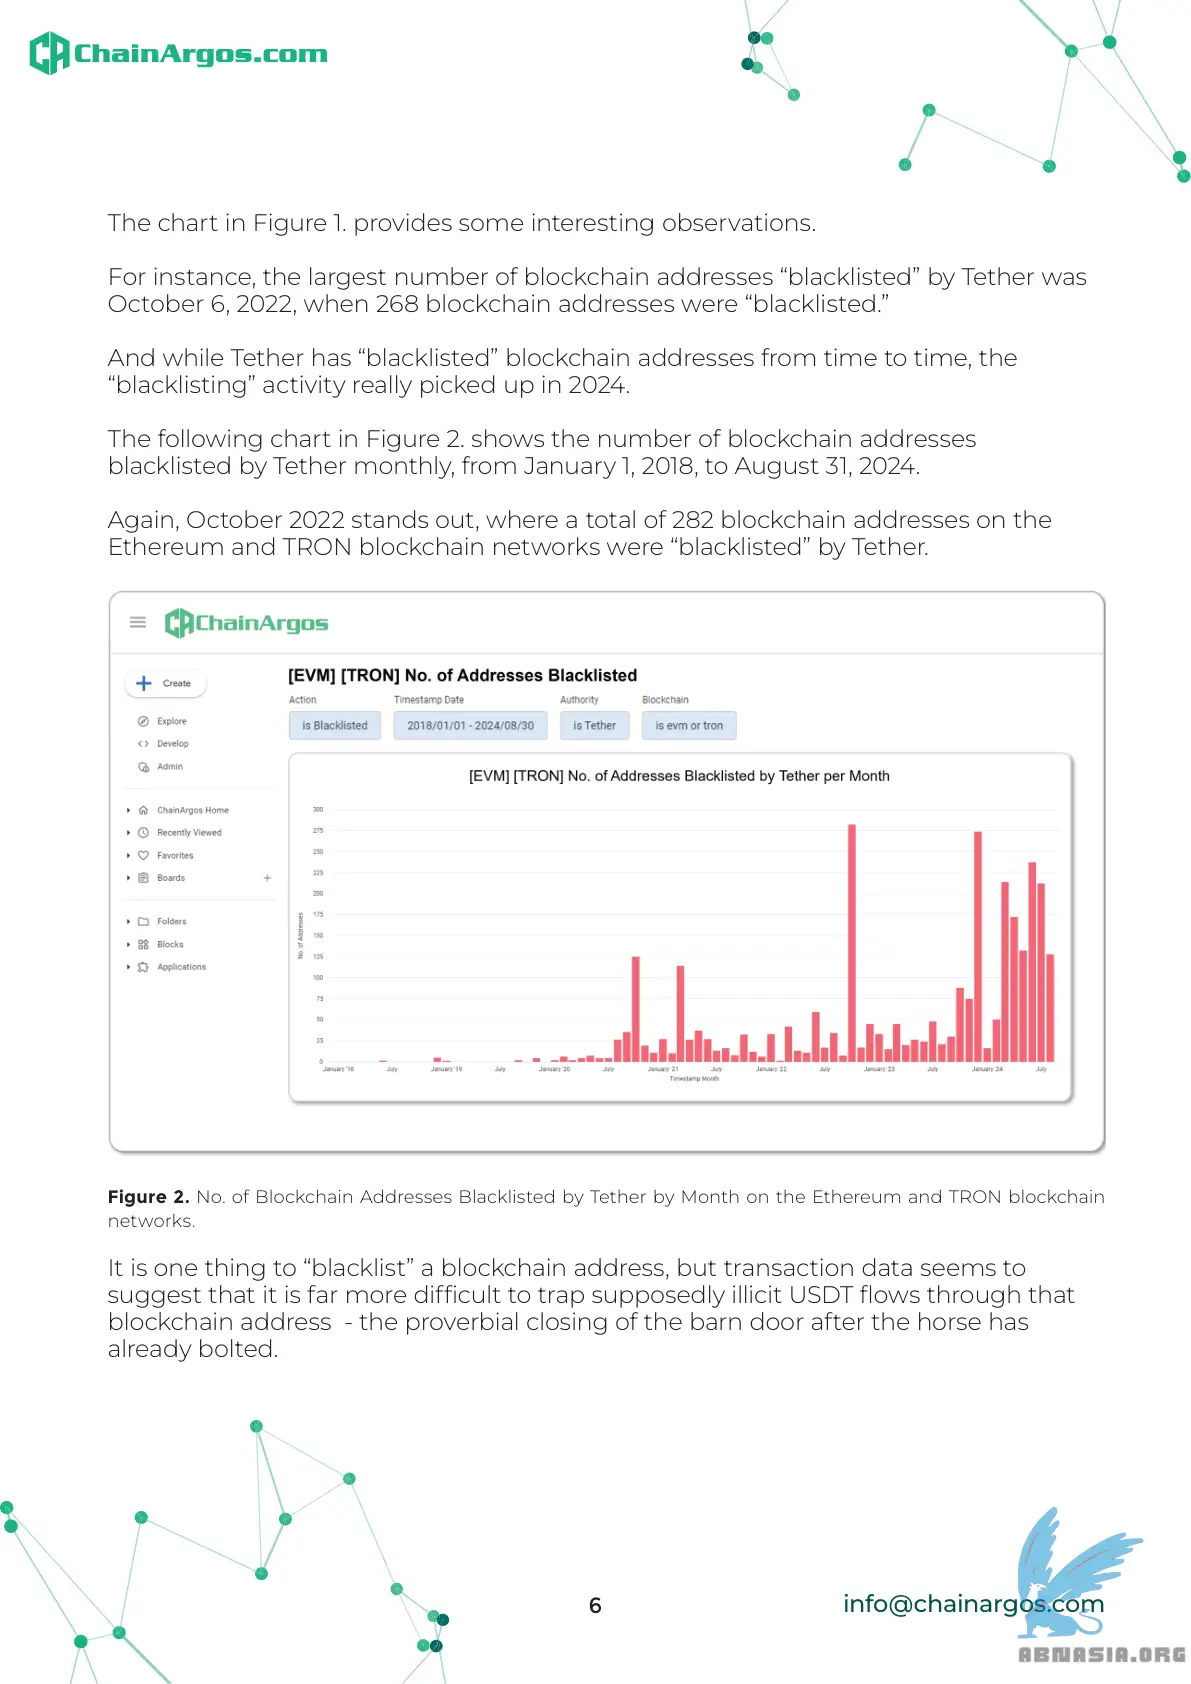 ChainArgos.com
The chart in Figure 1. provides some interesting observations.
For instance, the largest number of blockchain addresses “blacklisted” by Tether was
October 6, 2022, when 268 blockchain addresses were “blacklisted.”
And while Tether has “blacklisted” blockchain addresses from time to time, the
“blacklisting” activity really picked up in 2024.
The following chart in Figure 2. shows the number of blockchain addresses
blacklisted by Tether monthly, from January 1, 2018, to August 31, 2024.
Again, October 2022 stands out, where a total of 282 blockchain addresses on the
Ethereum and TRON blockchain networks were “blacklisted” by Tether.
ChainArgos
Create
Explore
Develop
Admin
ChainArgos Home
Recently Viewed
Favorites
Boards
Folders
Blocks
Applications
[EVM] [TRON] No. of Addresses Blacklisted
Action Timestamp Date Authority Blockchain
is Blacklisted 2018/01/01 - 2024/08/30 is Tether is evm or tron
[EVM] [TRON] No. of Addresses Blacklisted by Tether per Month
No. of Addresses
300
275
250
225
200
175
150
125
100
75
50
25
0
January '18 July January '19 July January '20 July January '21 July January '22 July January '23 July January '24 July
Timestamp Month
Figure 2. No. of Blockchain Addresses Blacklisted by Tether by Month on the Ethereum and TRON blockchain
networks.
It is one thing to “blacklist” a blockchain address, but transaction data seems to
suggest that it is far more difficult to trap supposedly illicit USDT flows through that
blockchain address - the proverbial closing of the barn door after the horse has
already bolted.
6
info@chainargos.com
ABNASIA.ORG